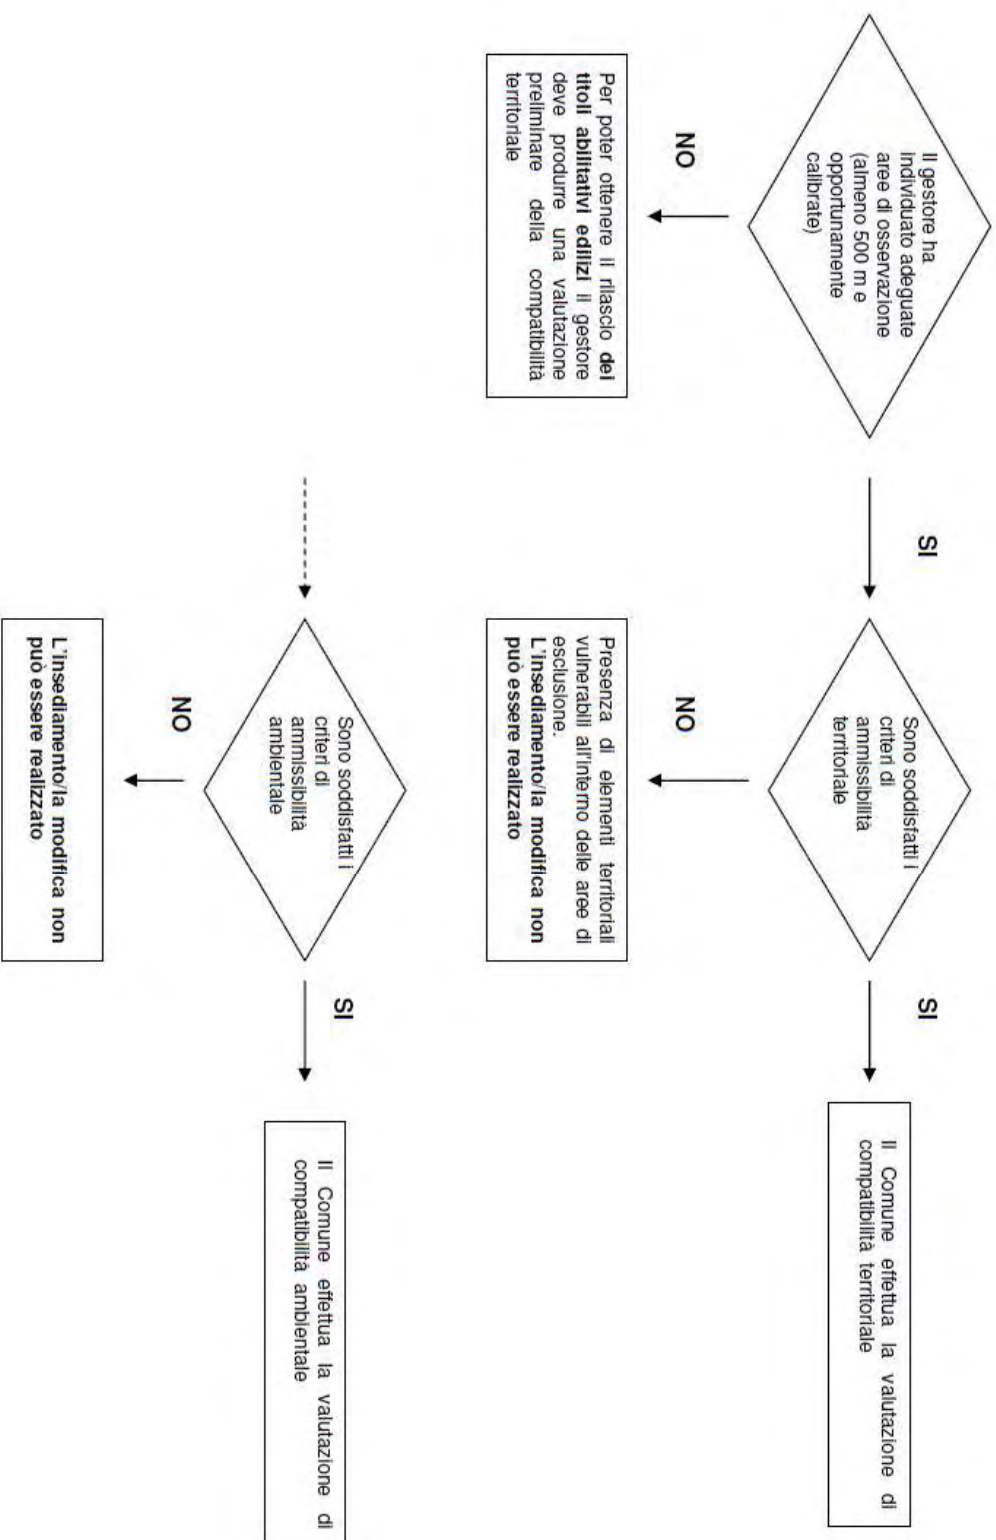 Il gestore ha
individuato adeguate
aree di osservazione
(almeno 500 m e
opportunamente
calibrate)
SI
Sono soddisfatti i
criteri di
ammissibilità
territoriale
SI
Il Comune effettua la valutazione di
compatibilità territoriale
NO
Per poter ottenere il rilascio dei
titoli abilitativi edilizi il gestore
deve produrre una valutazione
preliminare della compatibilità
territoriale
NO
Presenza di elementi territoriali
vulnerabili all'interno delle aree di
esclusione.
L'insediamento/la modifica non
può essere realizzato
Sono soddisfatti i
criteri di
ammissibilità
ambientale
SI
Il Comune effettua la valutazione di
compatibilità ambientale
NO
L'insediamento/la modifica non
può essere realizzato